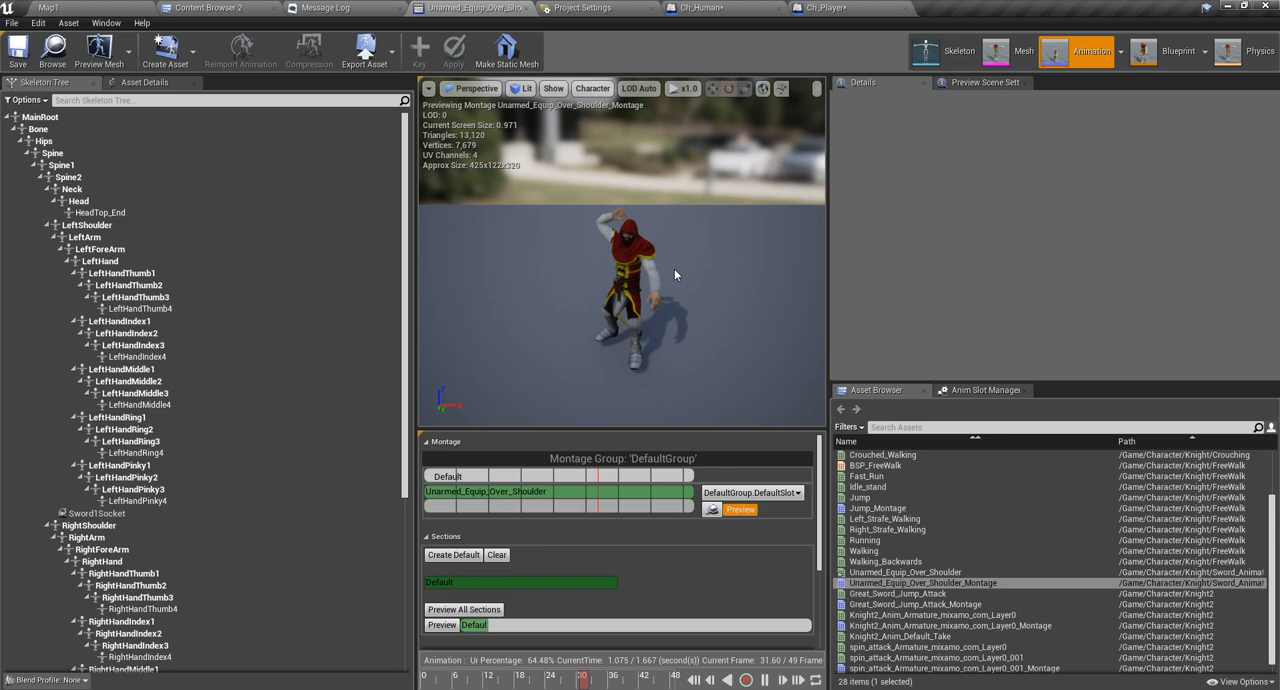 Map1
Content Browser 2
Message Log
Unarmed_Equip_Over_Sho
Project Settings
Ch_Human*
Ch_Player*
File Edit Asset Window Help
Save
Browse
Preview Mesh
Create Asset
Reimport Animation
Compression
Export Asset
Key
Apply
Make Static Mesh
Skeleton
Mesh
Animation
Blueprint
Physics
Skeleton Tree
Asset Details
Options
Search Skeleton Tree...
MainRoot
Bone
Hips
Spine
Spine1
Spine2
Neck
Head
HeadTop_End
LeftShoulder
LeftArm
LeftForeArm
LeftHand
LeftHandThumb1
LeftHandThumb2
LeftHandThumb3
LeftHandThumb4
LeftHandIndex1
LeftHandIndex2
LeftHandIndex3
LeftHandIndex4
LeftHandMiddle1
LeftHandMiddle2
LeftHandMiddle3
LeftHandMiddle4
LeftHandRing1
LeftHandRing2
LeftHandRing3
LeftHandRing4
LeftHandPinky1
LeftHandPinky2
LeftHandPinky3
LeftHandPinky4
Sword1Socket
RightShoulder
RightArm
RightForeArm
RightHand
RightHandThumb1
RightHandThumb2
RightHandThumb3
RightHandThumb4
RightHandIndex1
RightHandIndex2
RightHandIndex3
RightHandIndex4
RightHandMiddle1
Blend Profile: None
Perspective
Lit
Show
Character
LOD Auto
x1.0
Previewing Montage Unarmed_Equip_Over_Shoulder_Montage
LOD: 0
Current Screen Size: 0.971
Triangles: 13,120
Vertices: 7,679
UV Channels: 4
Approx Size: 425x122x320
Z
X
Y
Montage
Montage Group: 'DefaultGroup'
Default
Unarmed_Equip_Over_Shoulder
DefaultGroup.DefaultSlot
Preview
Sections
Create Default
Clear
Default
Preview All Sections
Preview
Defaul
Animation : Ur Percentage: 64.48% CurrentTime: 1.075 / 1.667 (second(s)) Current Frame: 31.60 / 49 Frame
0 6 12 18 24 30 36 42 48
Details
Preview Scene Sett
Asset Browser
Anim Slot Manager
Filters
Search Assets
Name Path
Crouched_Walking /Game/Character/Knight/Crouching
BSP_FreeWalk /Game/Character/Knight/FreeWalk
Fast_Run /Game/Character/Knight/FreeWalk
Idle_stand /Game/Character/Knight/FreeWalk
Jump /Game/Character/Knight/FreeWalk
Jump_Montage /Game/Character/Knight/FreeWalk
Left_Strafe_Walking /Game/Character/Knight/FreeWalk
Right_Strafe_Walking /Game/Character/Knight/FreeWalk
Running /Game/Character/Knight/FreeWalk
Walking /Game/Character/Knight/FreeWalk
Walking_Backwards /Game/Character/Knight/FreeWalk
Unarmed_Equip_Over_Shoulder /Game/Character/Knight/Sword_Animat
Unarmed_Equip_Over_Shoulder_Montage /Game/Character/Knight/Sword_Animat
Great_Sword_Jump_Attack /Game/Character/Knight2
Great_Sword_Jump_Attack_Montage /Game/Character/Knight2
Knight2_Anim_Armature_mixamo_com_Layer0 /Game/Character/Knight2
Knight2_Anim_Armature_mixamo_com_Layer0_Montage /Game/Character/Knight2
Knight2_Anim_Default_Take /Game/Character/Knight2
spin_attack_Armature_mixamo_com_Layer0 /Game/Character/Knight2
spin_attack_Armature_mixamo_com_Layer0_001 /Game/Character/Knight2
spin_attack_Armature_mixamo_com_Layer0_001_Montage /Game/Character/Knight2
28 items (1 selected)
View Options